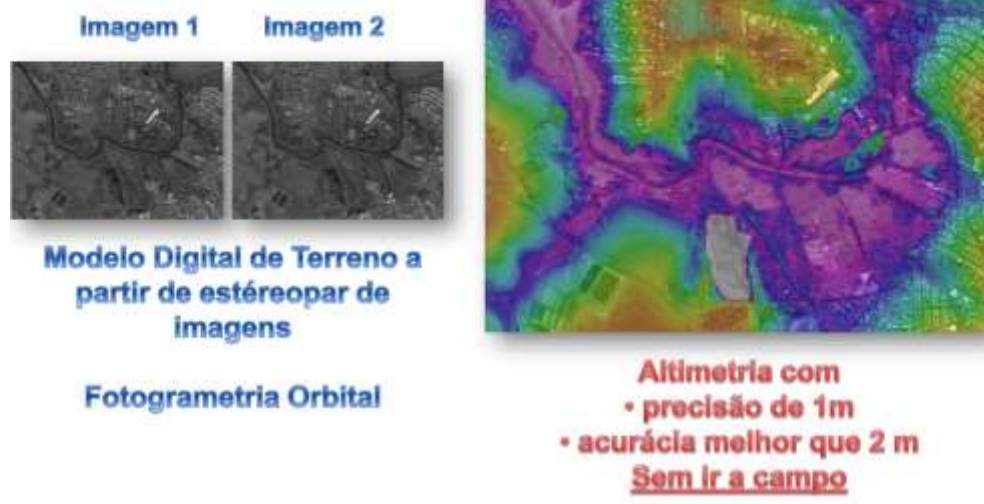 Imagem 1
Imagem 2
Modelo Digital de Terreno a
partir de estéreopar de
imagens
Fotogrametria Orbital
Altimetria com
• precisão de 1m
• acurácia melhor que 2 m
Sem ir a campo